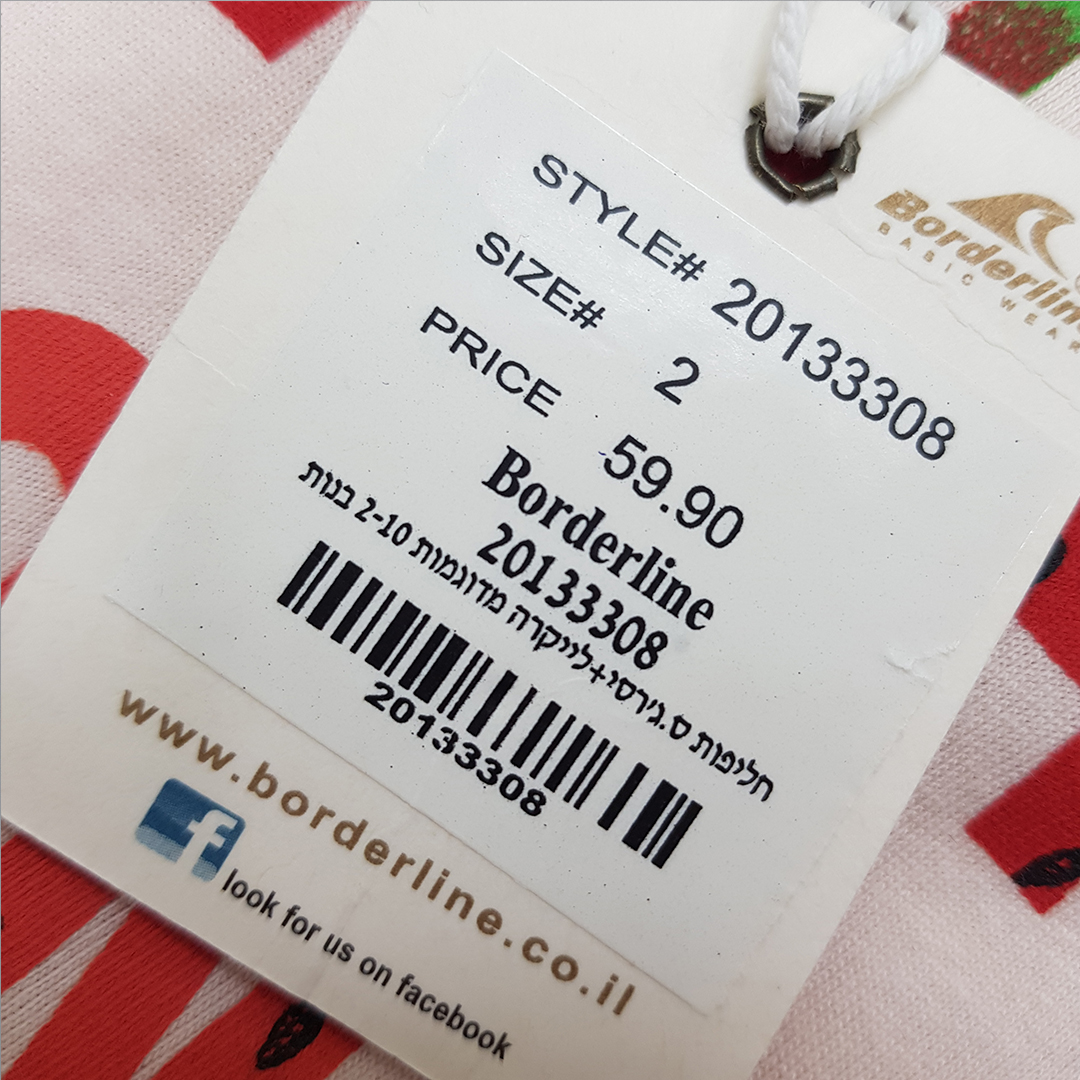 Borderline
BASIC WEAR
STYLE# 20133308
SIZE# 2
PRICE 59.90
Borderline
20133308
חליפות ס.ג'רסי+לייקרה מדוגמות 2-10 בנות
20133308
www.borderline.co.il
f
look for us on facebook